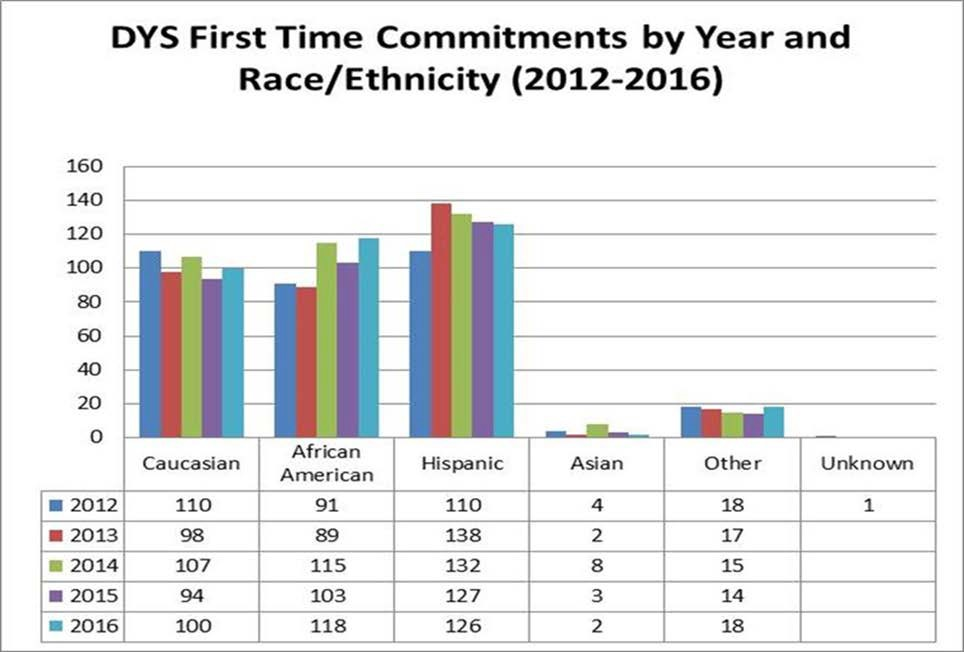 DYS First Time Commitments by Year and
Race/Ethnicity (2012-2016)
160
140
120
100
80
60
40
20
0
Caucasian African American Hispanic Asian Other Unknown
2012 110 91 110 4 18 1
2013 98 89 138 2 17
2014 107 115 132 8 15
2015 94 103 127 3 14
2016 100 118 126 2 18